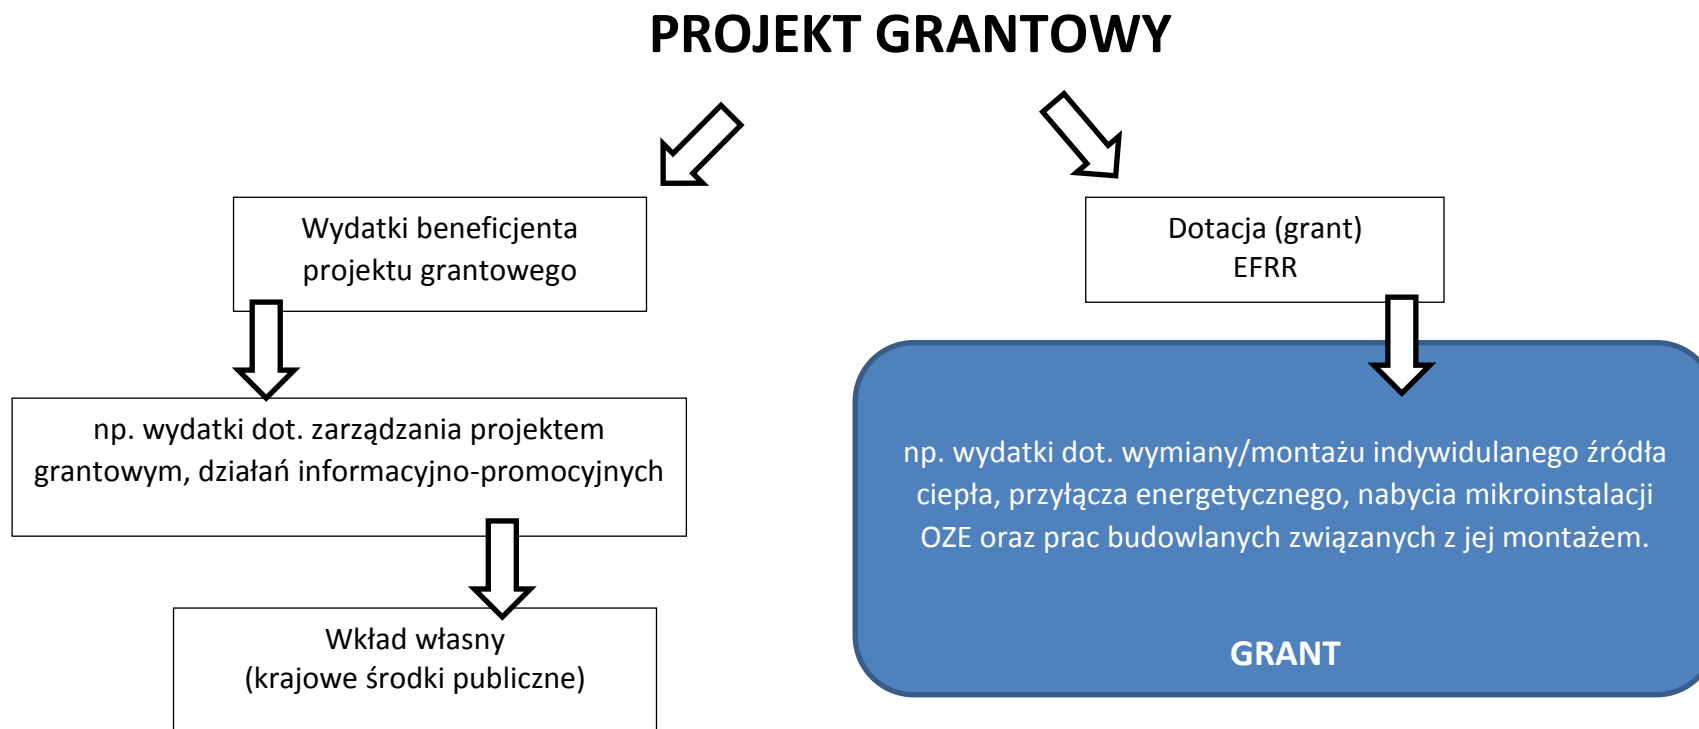 PROJEKT GRANTOWY
Wydatki beneficjenta
projektu grantowego
Dotacja (grant)
EFRR
np. wydatki dot. zarządzania projektem
grantowym, działań informacyjno-promocyjnych
np. wydatki dot. wymiany/montażu indywidulanego źródła
ciepła, przyłącza energetycznego, nabycia mikroinstalacji
OZE oraz prac budowlanych związanych z jej montażem.
GRANT
Wkład własny
(krajowe środki publiczne)